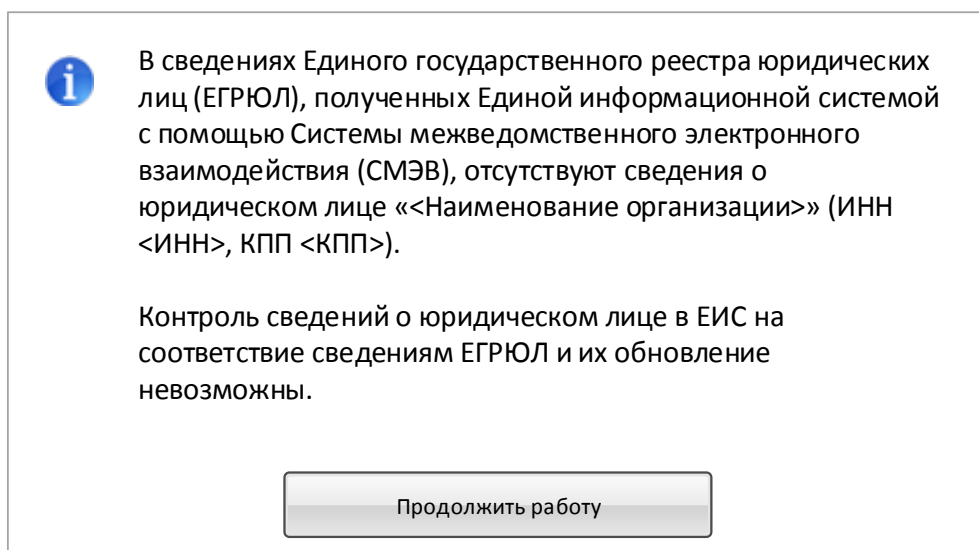 В сведениях Единого государственного реестра юридических
лиц (ЕГРЮЛ), полученных Единой информационной системой
с помощью Системы межведомственного электронного
взаимодействия (СМЭВ), отсутствуют сведения о
юридическом лице «<Наименование организации>» (ИНН
<ИНН>, КПП <КПП>).
Контроль сведений о юридическом лице в ЕИС на
соответствие сведениям ЕГРЮЛ и их обновление
невозможны.
Продолжить работу